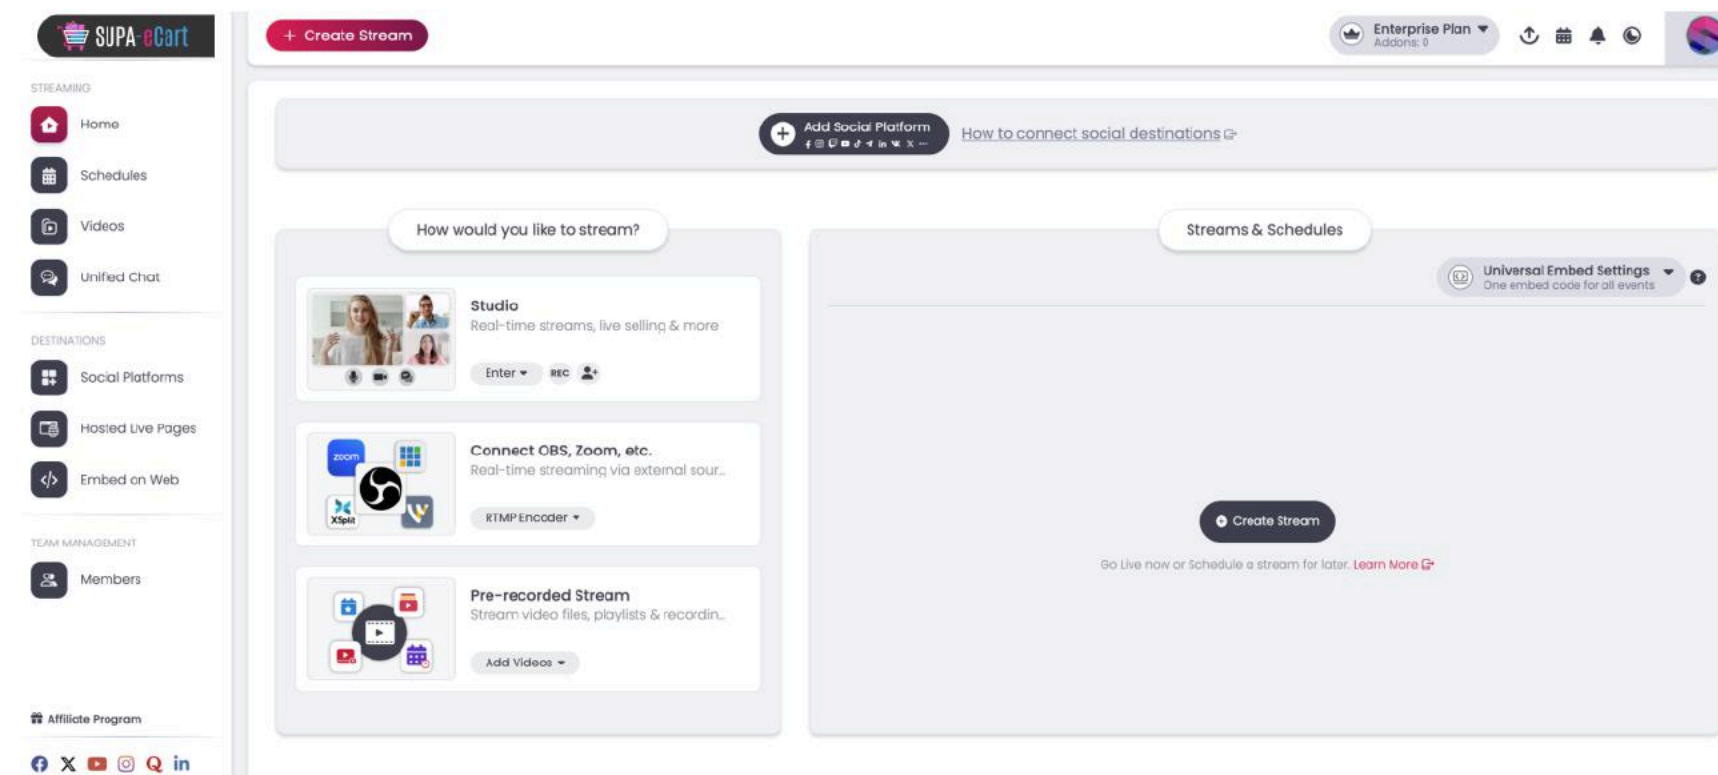 SUPA-eCart
+ Create Stream
Enterprise Plan
Addons: 0
STREAMING
Home
Schedules
Videos
Unified Chat
DESTINATIONS
Social Platforms
Hosted Live Pages
Embed on Web
TEAM MANAGEMENT
Members
Affiliate Program
Add Social Platform
How to connect social destinations
How would you like to stream?
Studio
Real-time streams, live selling & more
Enter
REC
zoom
XSplit
Connect OBS, Zoom, etc.
Real-time streaming via external sour...
RTMP Encoder
Pre-recorded Stream
Stream video files, playlists & recordin...
Add Videos
Streams & Schedules
Universal Embed Settings
One embed code for all events
Create Stream
Go Live now or Schedule a stream for later. Learn More